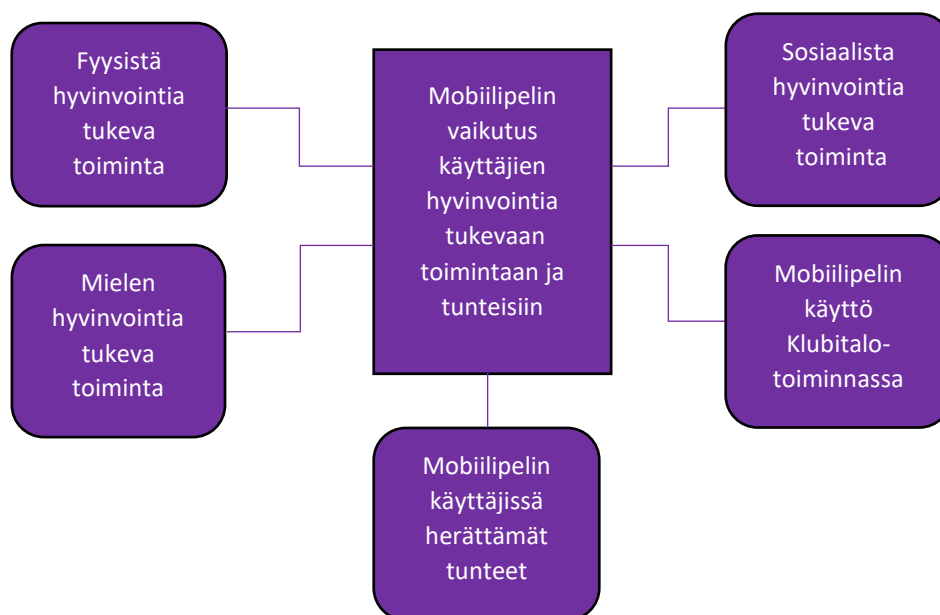 Fyysistä
hyvinvointia
tukeva
toiminta
Mielen
hyvinvointia
tukeva
toiminta
Mobiilipelin
vaikutus
käyttäjien
hyvinvointia
tukevaan
toimintaan ja
tunteisiin
Mobiilipelin
käyttäjissä
herättämät
tunteet
Sosiaalista
hyvinvointia
tukeva
toiminta
Mobiilipelin
käyttö
Klubitalo-
toiminnassa